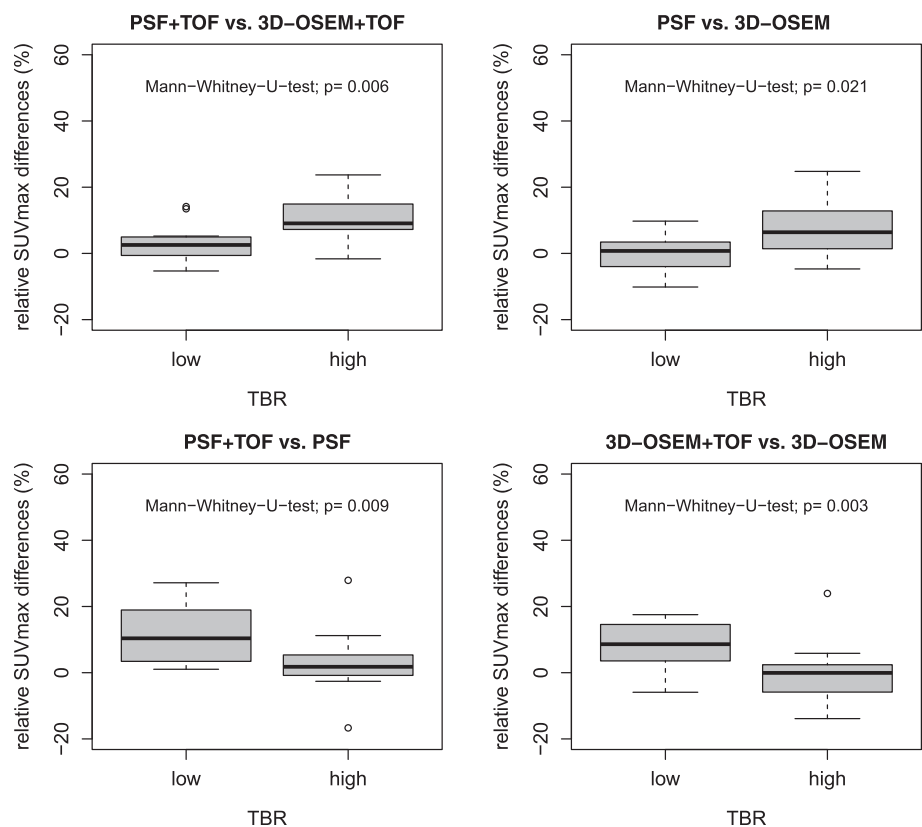 PSF+TOF vs. 3D−OSEM+TOF
relative SUVmax differences (%)
60
40
20
0
−20
Mann−Whitney−U−test; p= 0.006
low
high
TBR
PSF vs. 3D−OSEM
relative SUVmax differences (%)
60
40
20
0
−20
Mann−Whitney−U−test; p= 0.021
low
high
TBR
PSF+TOF vs. PSF
relative SUVmax differences (%)
60
40
20
0
−20
Mann−Whitney−U−test; p= 0.009
low
high
TBR
3D−OSEM+TOF vs. 3D−OSEM
relative SUVmax differences (%)
60
40
20
0
−20
Mann−Whitney−U−test; p= 0.003
low
high
TBR